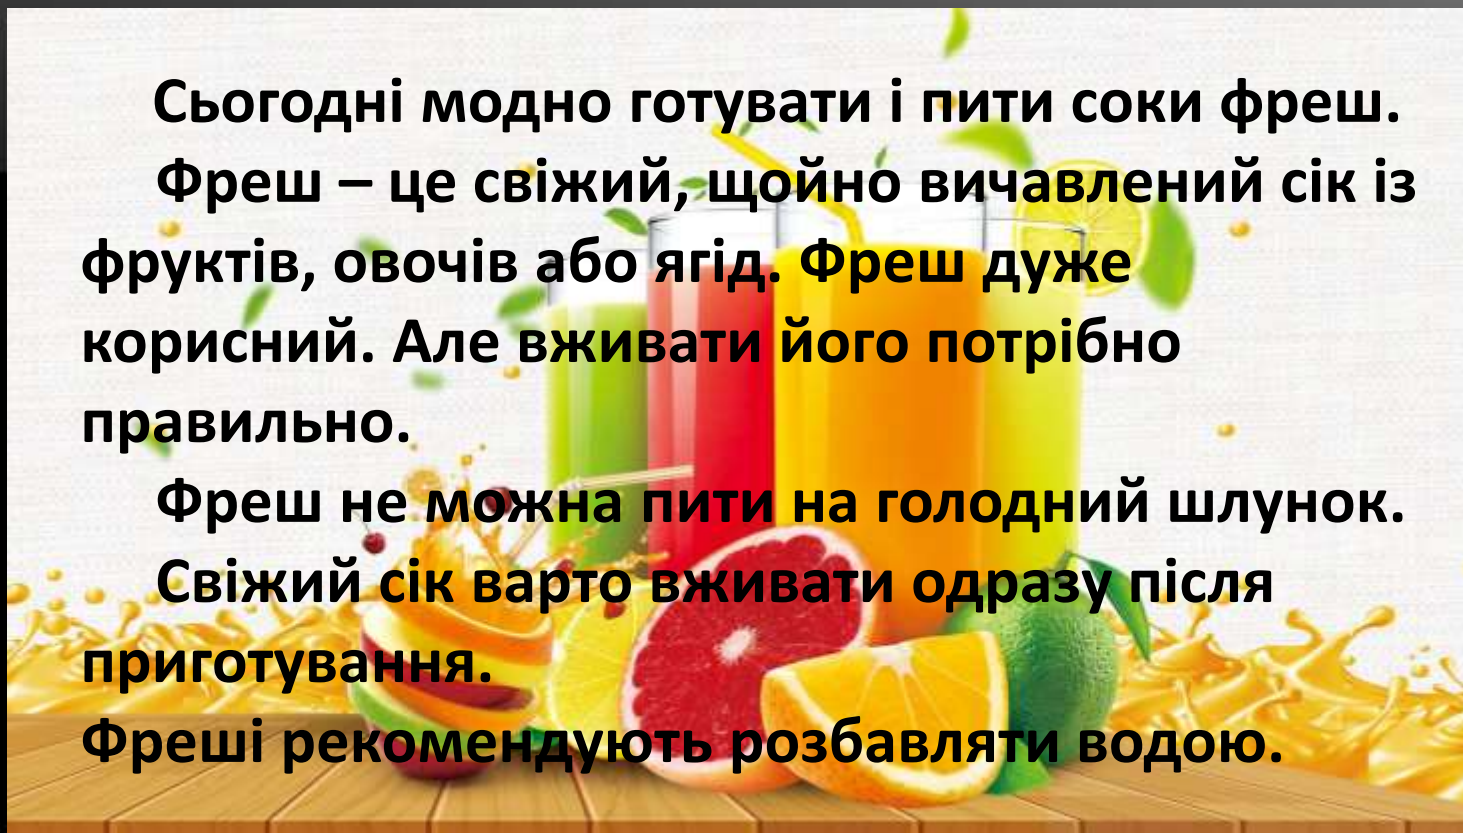 Сьогодні модно готувати і пити соки фреш.
Фреш – це свіжий, щойно вичавлений сік із
фруктів, овочів або ягід. Фреш дуже
корисний. Але вживати його потрібно
правильно.
Фреш не можна пити на голодний шлунок.
Свіжий сік варто вживати одразу після
приготування.
Фреші рекомендують розбавляти водою.